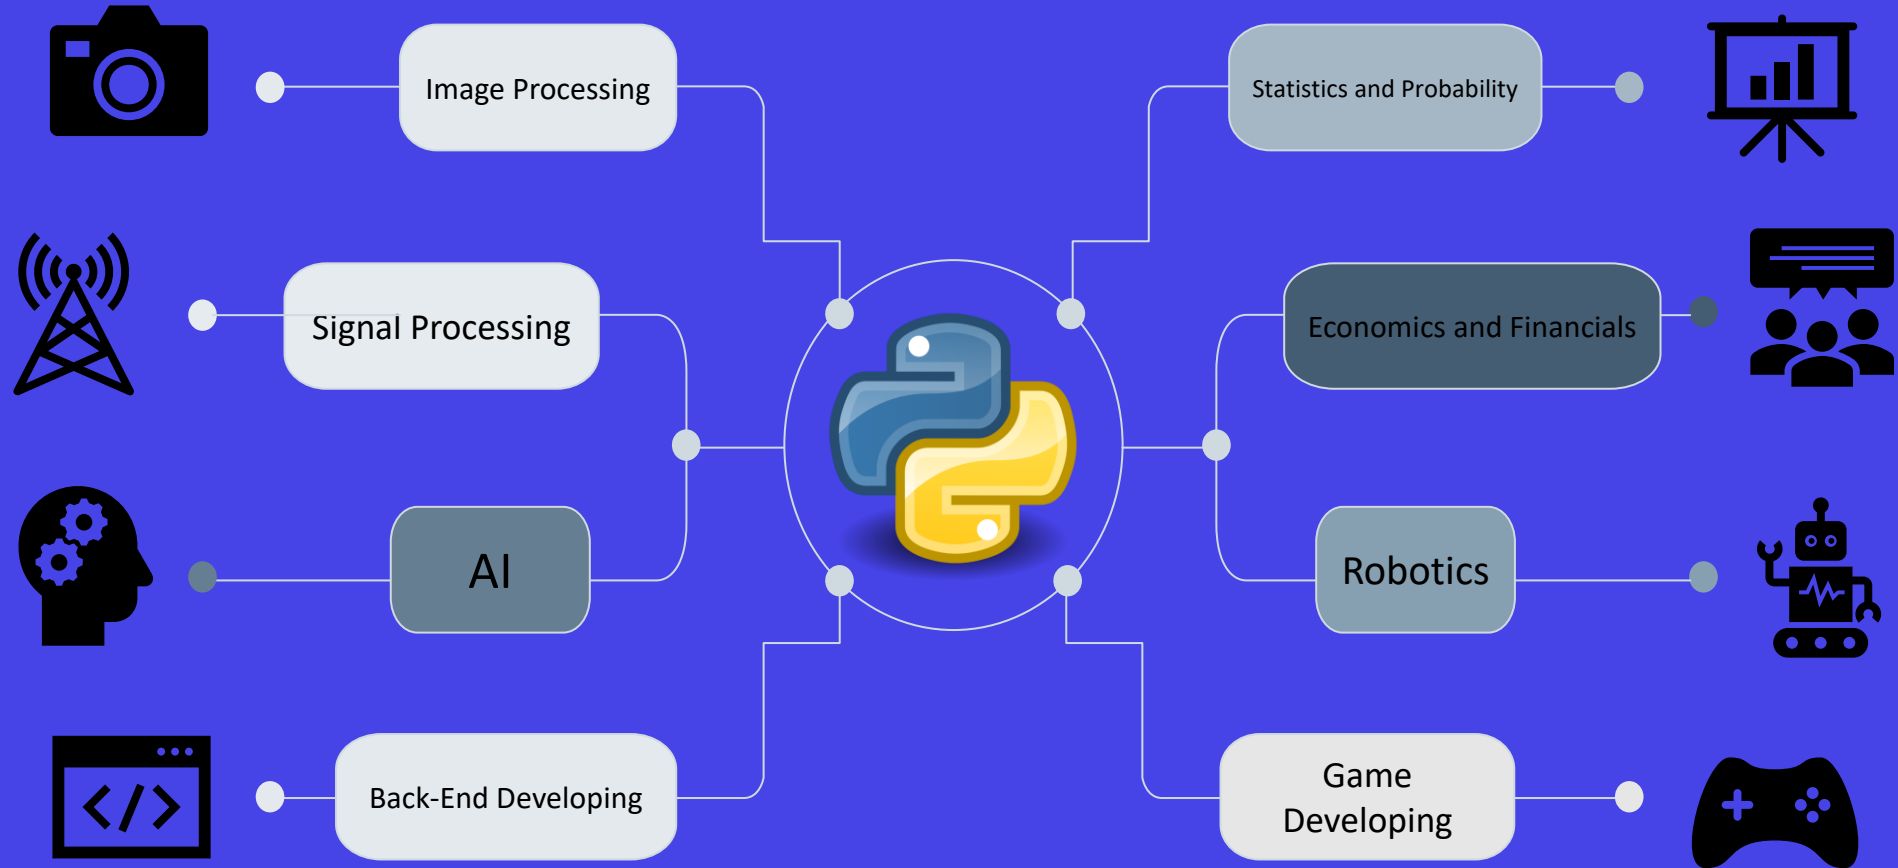 Image Processing
Statistics and Probability
Signal Processing
Economics and Financials
AI
Robotics
Back-End Developing
Game
Developing